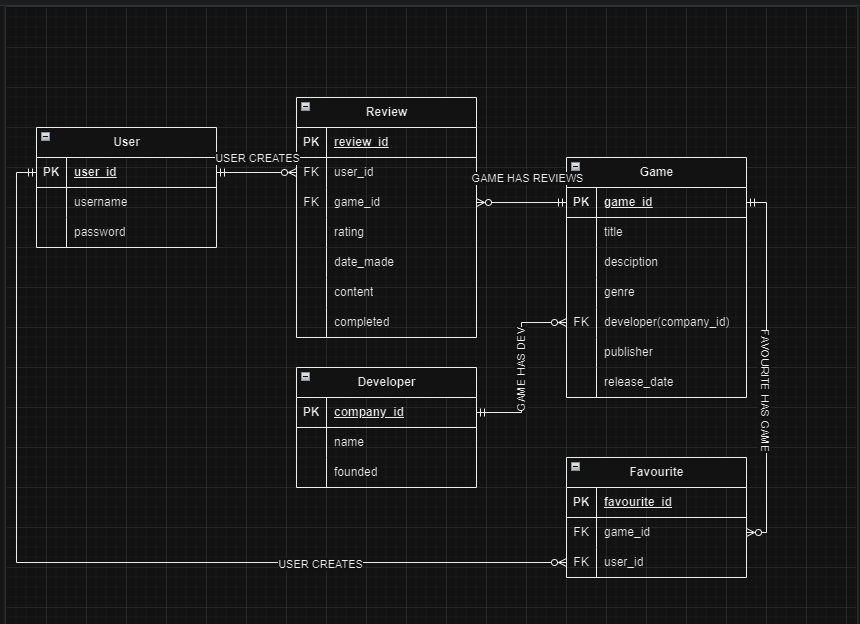 User
PK user_id
username
password
USER CREATES
Review
PK review_id
FK user_id
FK game_id
rating
date_made
content
completed
GAME HAS REVIEWS
Game
PK game_id
title
desciption
genre
FK developer(company_id)
publisher
release_date
Developer
PK company_id
name
founded
GAME HAS DEV
FAVOURITE HAS GAME
Favourite
PK favourite_id
FK game_id
FK user_id
USER CREATES